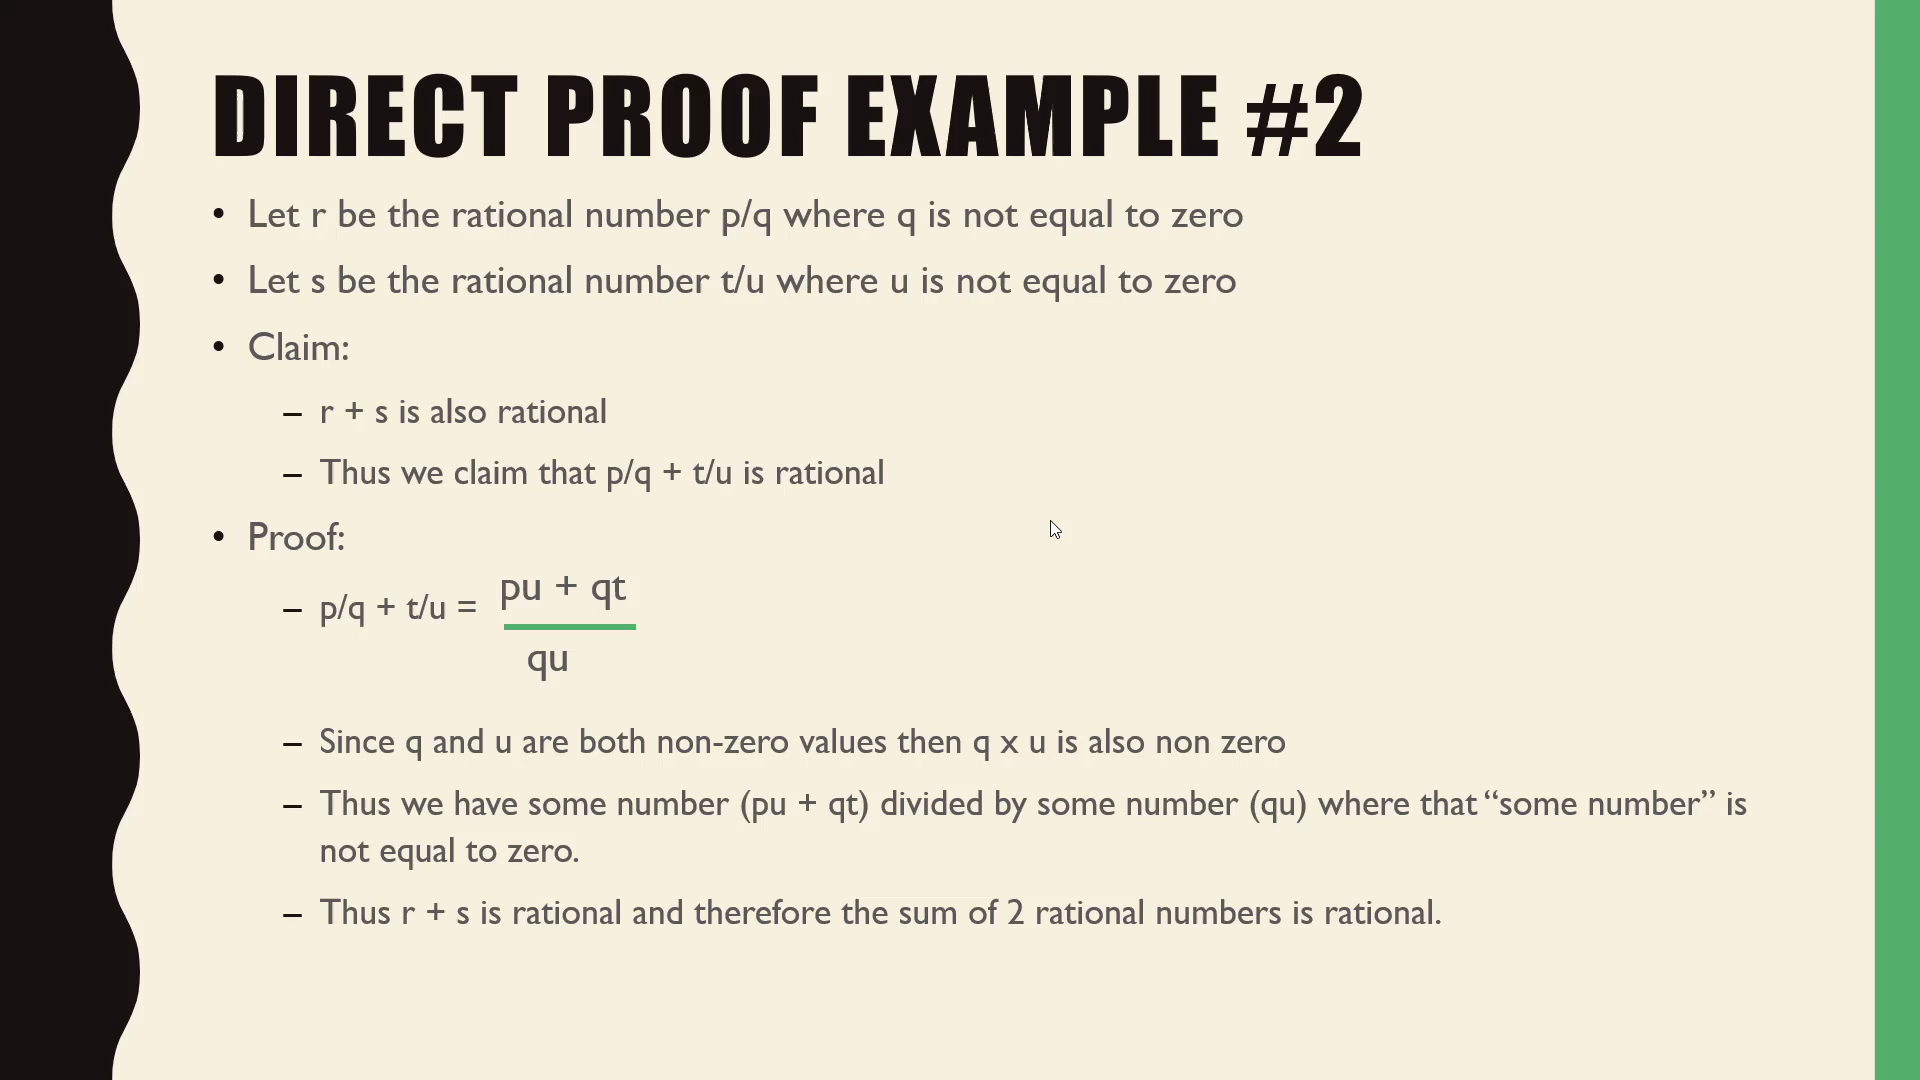 DIRECT PROOF EXAMPLE #2
• Let r be the rational number p/q where q is not equal to zero
• Let s be the rational number t/u where u is not equal to zero
• Claim:
– r + s is also rational
– Thus we claim that p/q + t/u is rational
• Proof:
– p/q + t/u = pu + qt
qu
– Since q and u are both non-zero values then q x u is also non zero
– Thus we have some number (pu + qt) divided by some number (qu) where that “some number” is
not equal to zero.
– Thus r + s is rational and therefore the sum of 2 rational numbers is rational.